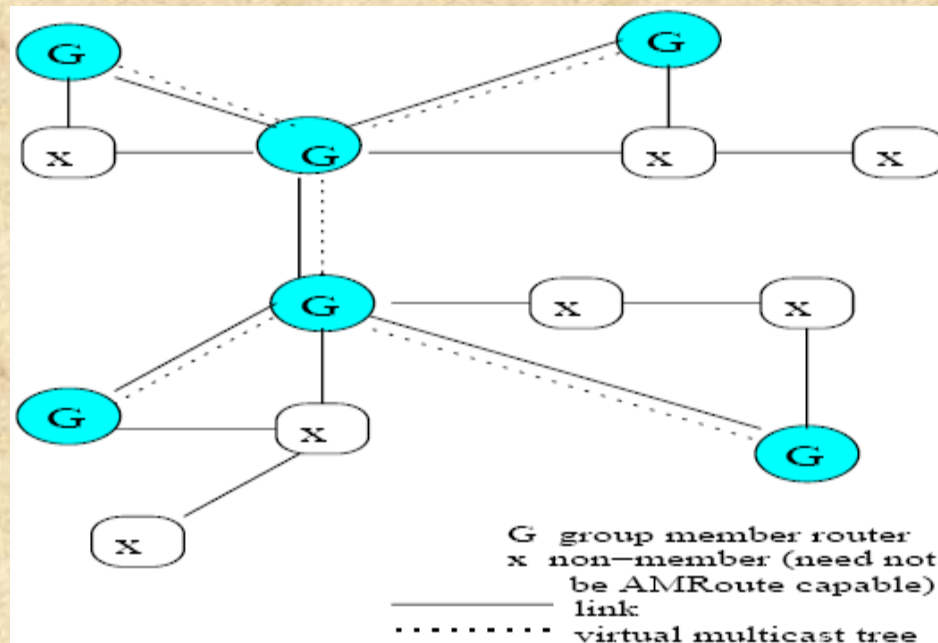 G
G
x
G
x
x
G
x
x
G
x
G
x
G group member router
x non-member (need not
be AMRoute capable)
link
virtual multicast tree